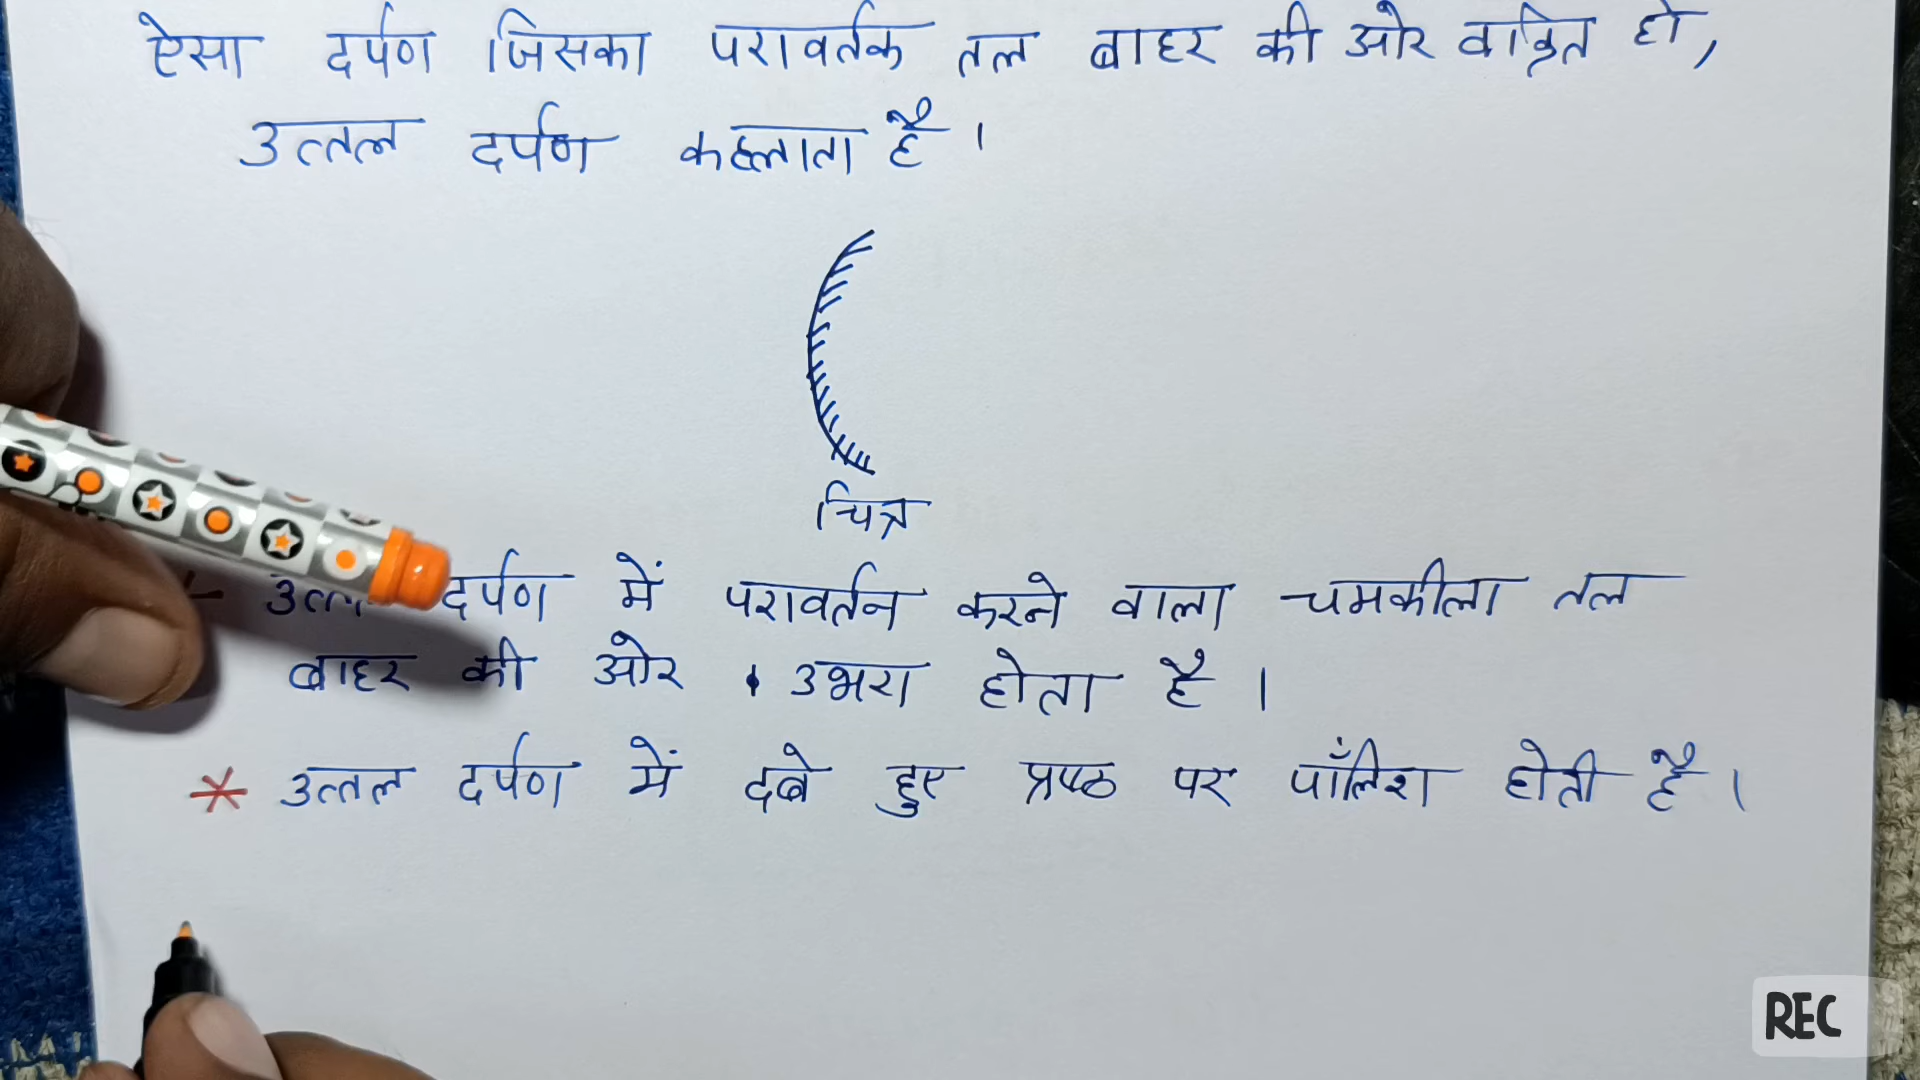 ऐसा दर्पण जिसका परावर्तक तल बाहर की ओर वक्रित हो,
उत्तल दर्पण कहलाता है ।
चित्र
दर्पण में परावर्तन करने वाला चमकीला तल
बाहर की ओर उभरा होता है ।
* उत्तल दर्पण में दबे हुए प्रष्ठ पर पॉलिश होती है ।
REC